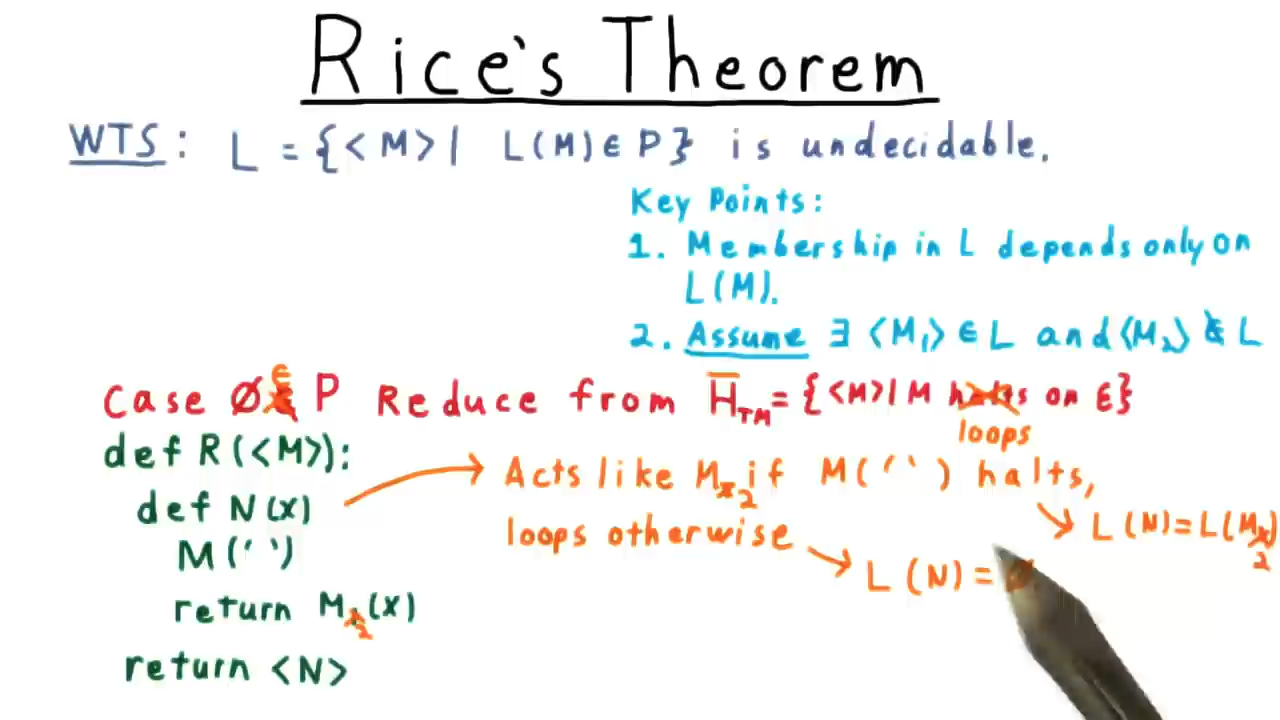 Rice's Theorem
WTS: L = {<M>| L(M) ∈ P} is undecidable.
Key Points:
1. Membership in L depends only on
L(M).
2. Assume ∃ <M₁> ∈ L and <M₂> ∉ L
Case ∅ ∈ P Reduce from H̅_TM = {<M>| M halts on ε}
loops
def R(<M>):
def N(x)
M('')
return M₂(x)
return <N>
Acts like M₂ if M('') halts,
loops otherwise
L(N)=L(M₂)
L(N)=∅